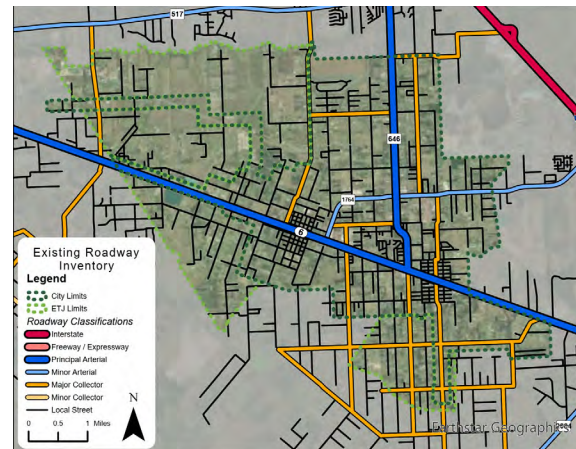 517
646
1764
6
Existing Roadway
Inventory
Legend
City Limits
ETJ Limits
Roadway Classifications
Interstate
Freeway / Expressway
Principal Arterial
Minor Arterial
Major Collector
Minor Collector
Local Street
N
0 0.5 1 Miles
Earthstar Geographics